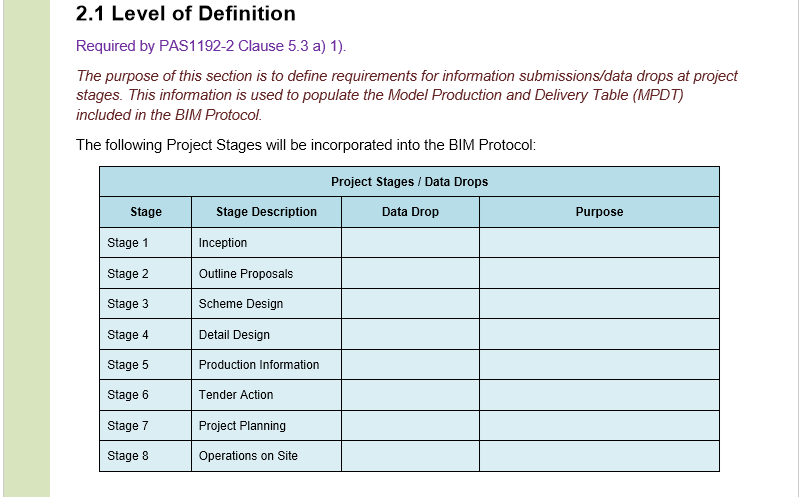 2.1 Level of Definition
Required by PAS1192-2 Clause 5.3 a) 1).
The purpose of this section is to define requirements for information submissions/data drops at project
stages. This information is used to populate the Model Production and Delivery Table (MPDT)
included in the BIM Protocol.
The following Project Stages will be incorporated into the BIM Protocol:
Project Stages / Data Drops
Stage Stage Description Data Drop Purpose
Stage 1 Inception
Stage 2 Outline Proposals
Stage 3 Scheme Design
Stage 4 Detail Design
Stage 5 Production Information
Stage 6 Tender Action
Stage 7 Project Planning
Stage 8 Operations on Site